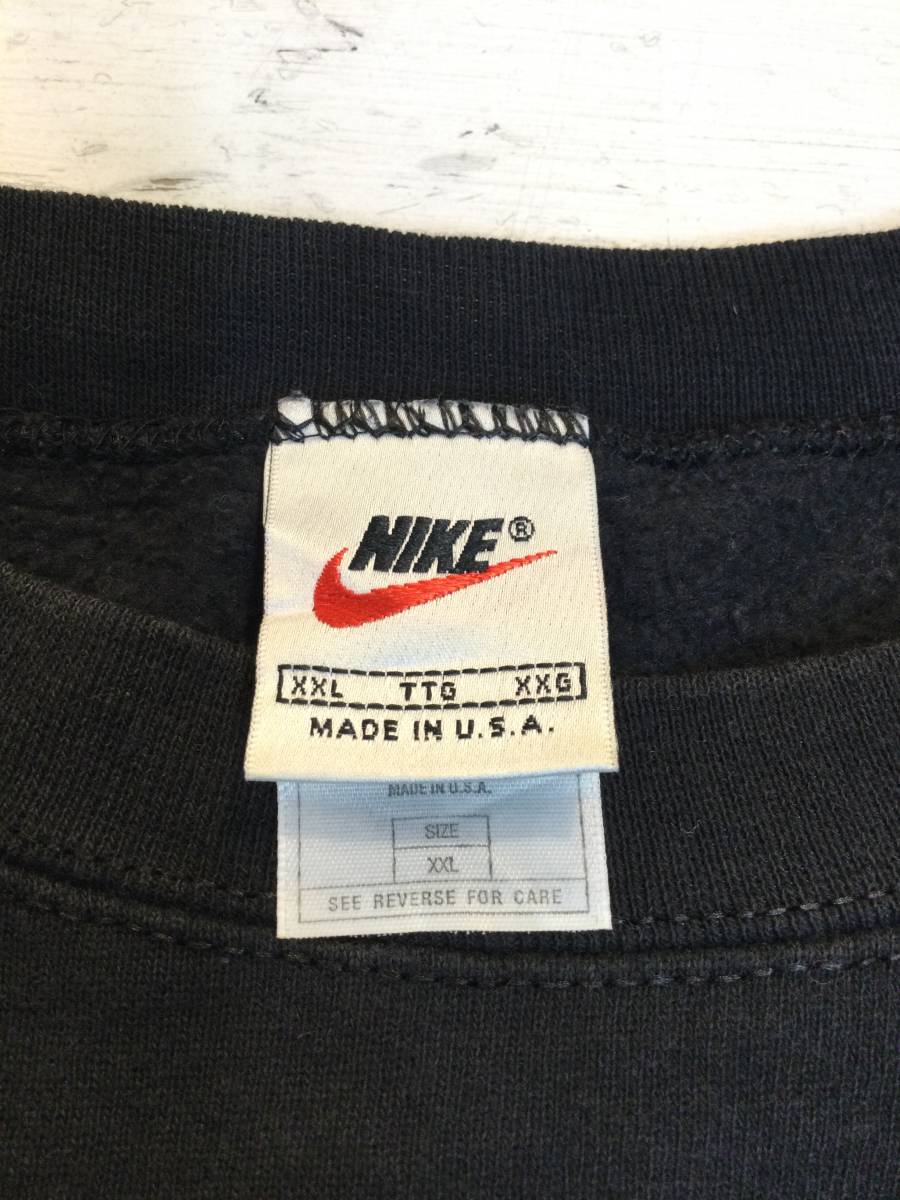 NIKE®
XXL TTG XXG
MADE IN U.S.A.
MADE IN U.S.A.
SIZE
XXL
SEE REVERSE FOR CARE